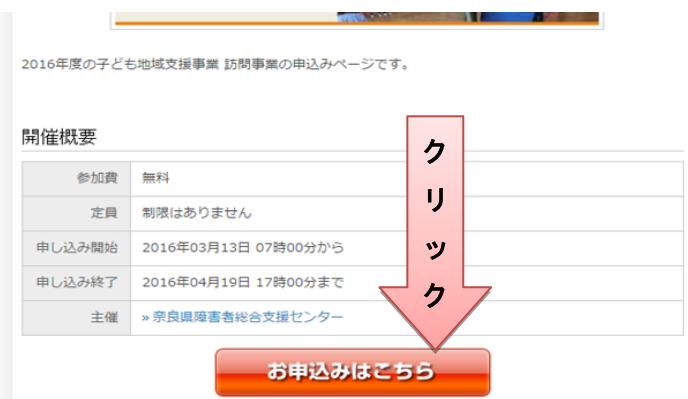 2016年度の子ども地域支援事業 訪問事業の申込みページです。
開催概要
参加費 無料
定員 制限はありません
申し込み開始 2016年03月13日 07時00分から
申し込み終了 2016年04月19日 17時00分まで
主催 » 奈良県障害者総合支援センター
クリック
お申込みはこちら